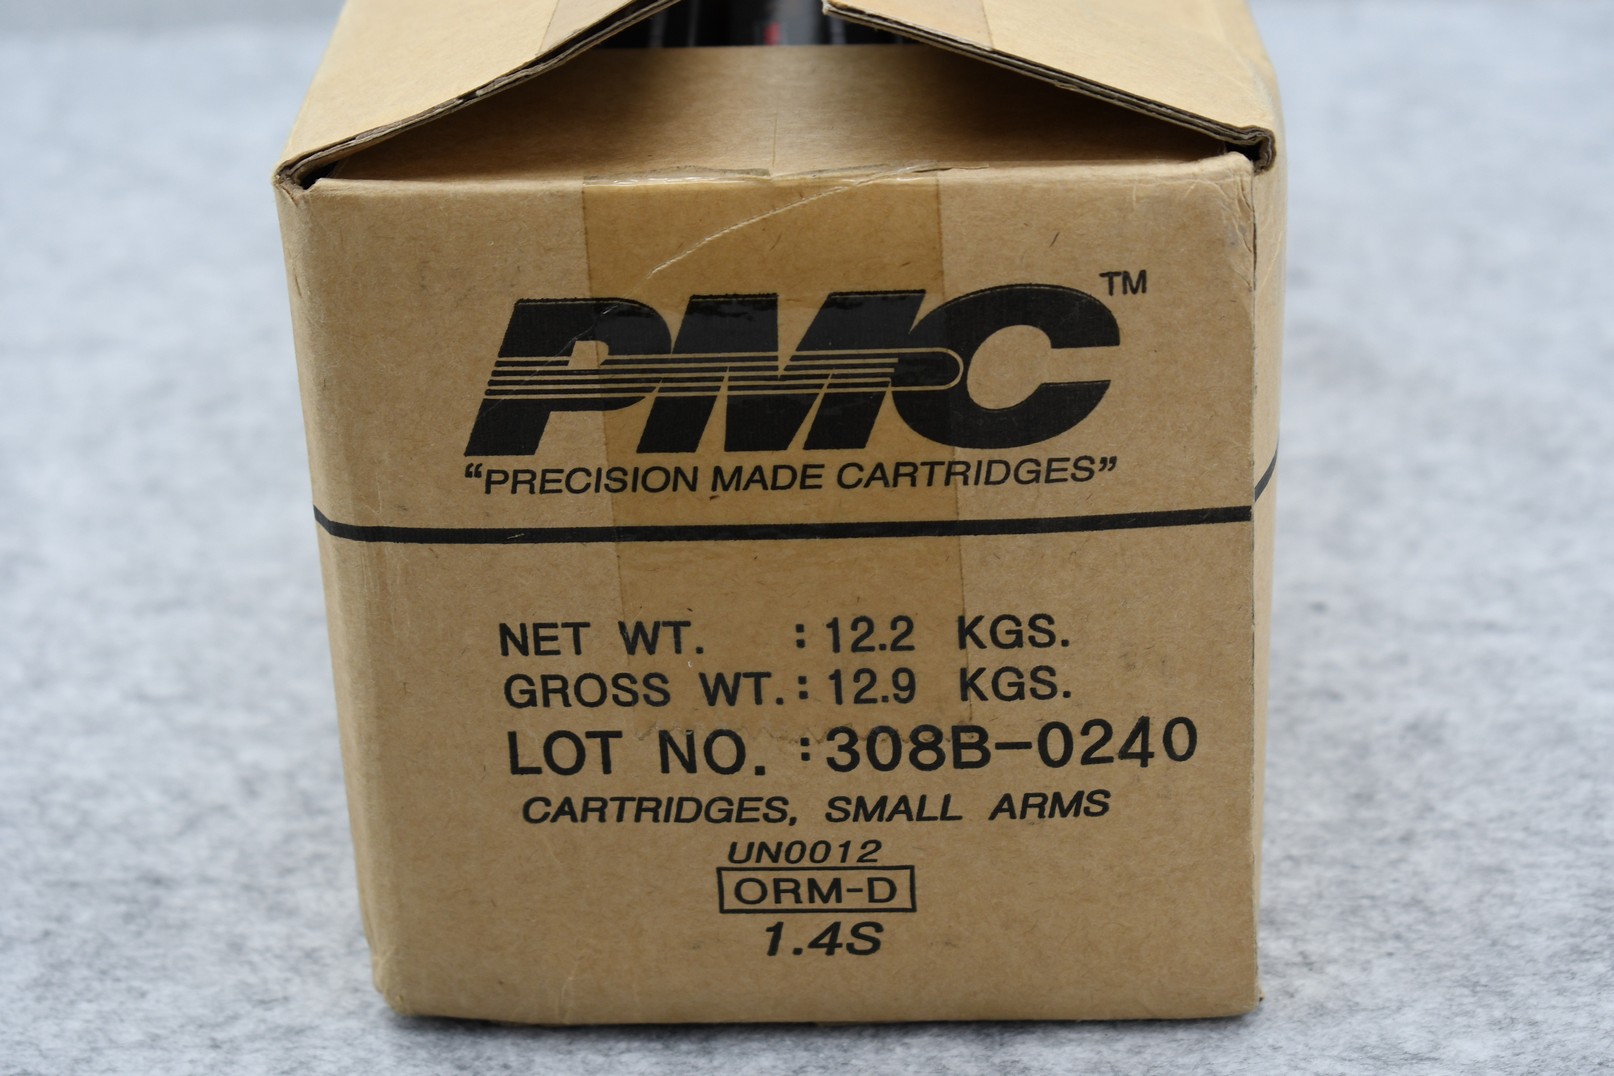 PMC™
“PRECISION MADE CARTRIDGES”
NET WT. : 12.2 KGS.
GROSS WT. : 12.9 KGS.
LOT NO. : 308B-0240
CARTRIDGES, SMALL ARMS
UN0012
ORM-D
1.4S